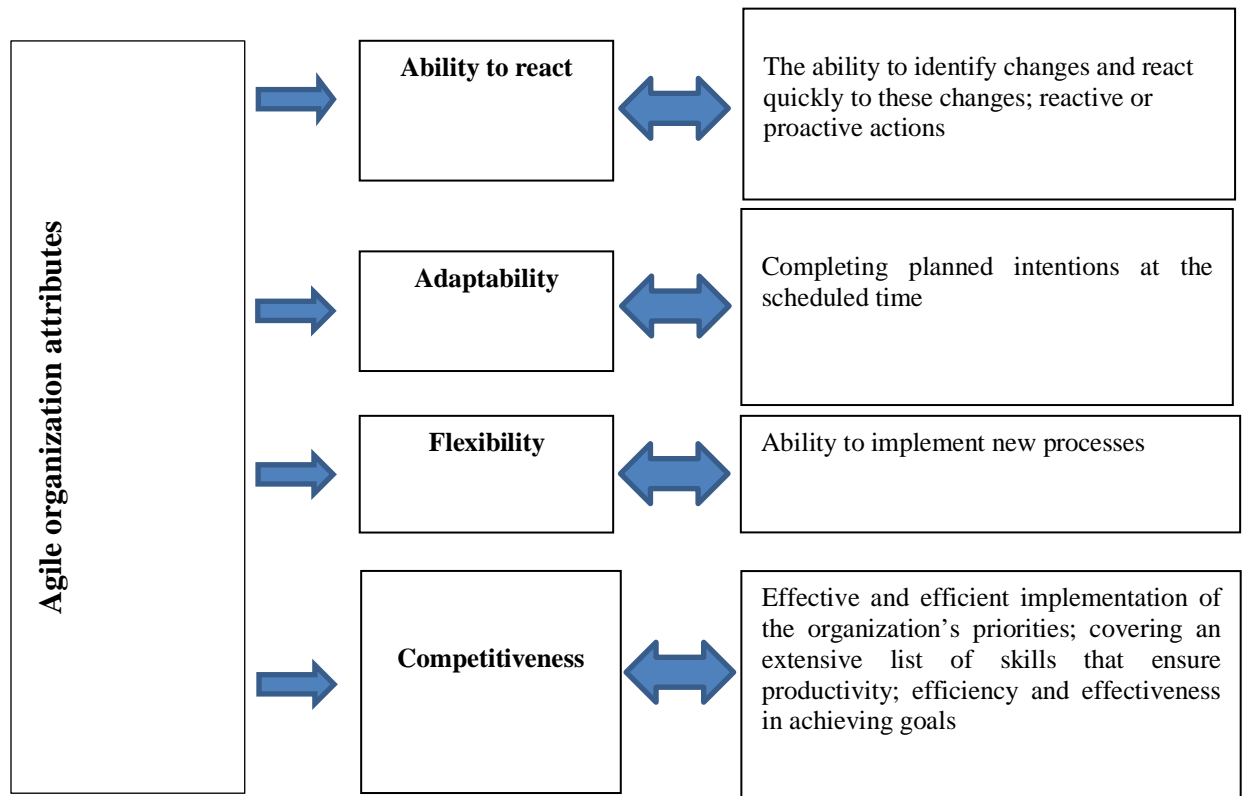 Agile organization attributes
Ability to react
The ability to identify changes and react
quickly to these changes; reactive or
proactive actions
Adaptability
Completing planned intentions at the
scheduled time
Flexibility
Ability to implement new processes
Competitiveness
Effective and efficient implementation of
the organization’s priorities; covering an
extensive list of skills that ensure
productivity; efficiency and effectiveness
in achieving goals